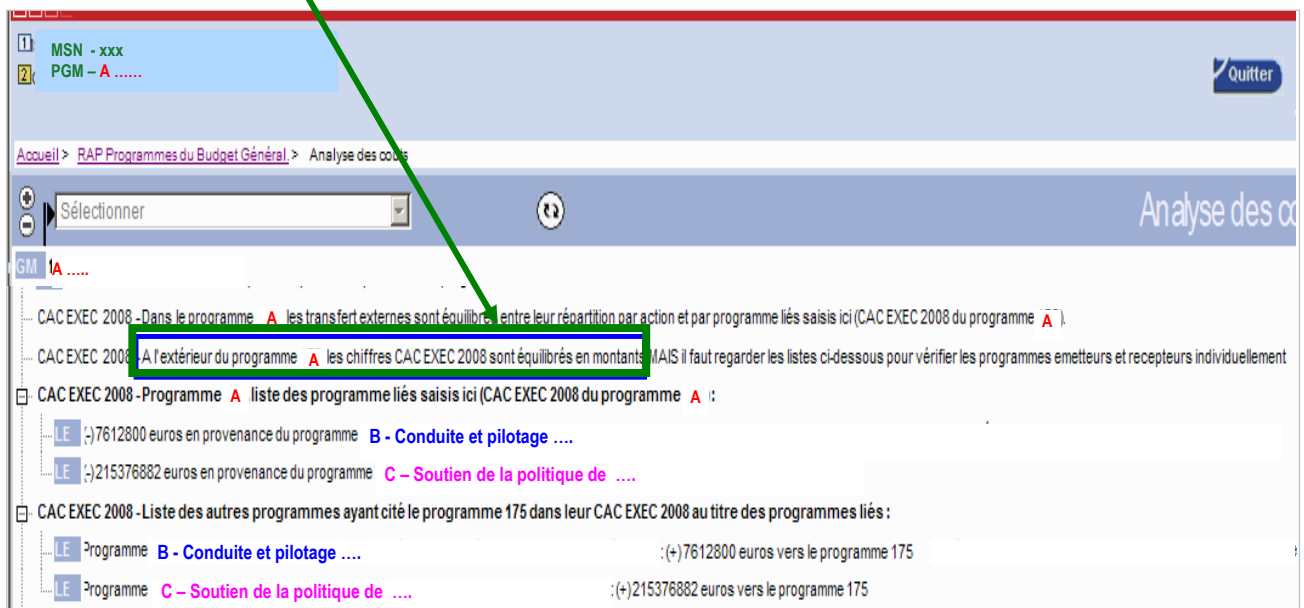 MSN - xxx
PGM – A ......
Quitter
Accueil > RAP Programmes du Budget Général. > Analyse des couts
Sélectionner
Analyse des co
GM 1A .....
CAC EXEC 2008 - Dans le programme A les transfert externes sont équilibrés entre leur répartition par action et par programme liés saisis ici (CAC EXEC 2008 du programme A ).
CAC EXEC 2008 - A l'extérieur du programme A les chiffres CAC EXEC 2008 sont équilibrés en montants MAIS il faut regarder les listes ci-dessous pour vérifier les programmes emetteurs et recepteurs individuellement
CAC EXEC 2008 - Programme A liste des programme liés saisis ici (CAC EXEC 2008 du programme A :
LE (-)7612800 euros en provenance du programme B - Conduite et pilotage ....
LE (-)215376882 euros en provenance du programme C – Soutien de la politique de ....
CAC EXEC 2008 - Liste des autres programmes ayant cité le programme 175 dans leur CAC EXEC 2008 au titre des programmes liés :
LE Programme B - Conduite et pilotage .... : (+)7612800 euros vers le programme 175
LE Programme C – Soutien de la politique de .... : (+)215376882 euros vers le programme 175